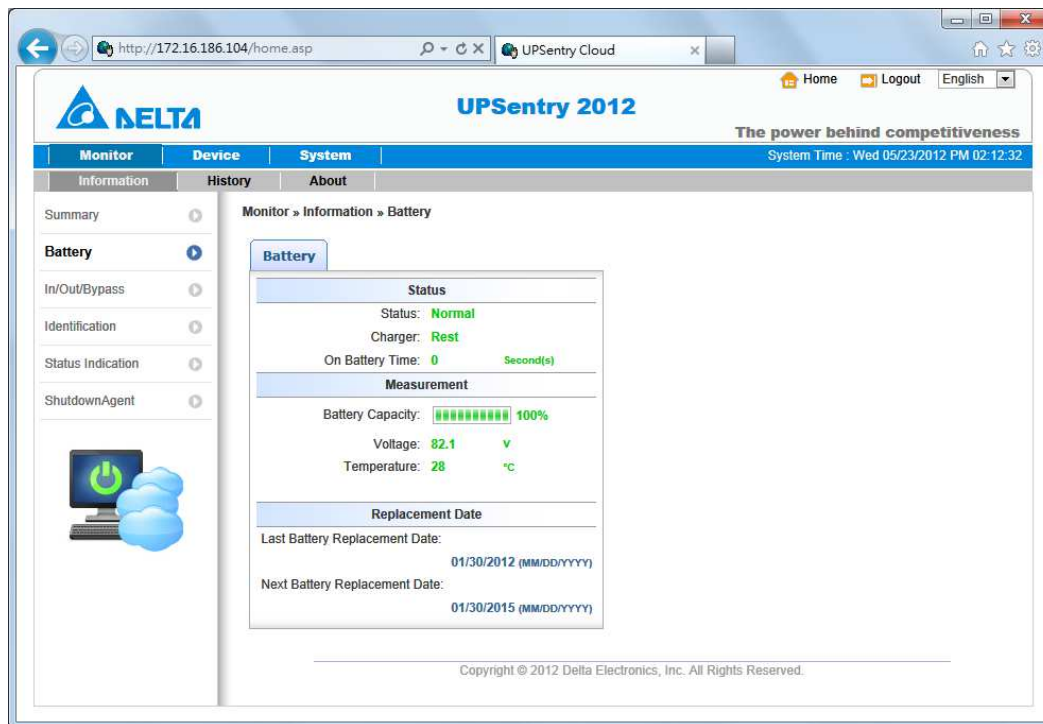 http://172.16.186.104/home.asp
UPSentry Cloud
Home Logout English
DELTA
UPSentry 2012
The power behind competitiveness
Monitor Device System
System Time : Wed 05/23/2012 PM 02:12:32
Information History About
Summary
Battery
In/Out/Bypass
Identification
Status Indication
ShutdownAgent
Monitor » Information » Battery
Battery
Status
Status: Normal
Charger: Rest
On Battery Time: 0 Second(s)
Measurement
Battery Capacity: 100%
Voltage: 82.1 V
Temperature: 28 °C
Replacement Date
Last Battery Replacement Date:
01/30/2012 (MM/DD/YYYY)
Next Battery Replacement Date:
01/30/2015 (MM/DD/YYYY)
Copyright © 2012 Delta Electronics, Inc. All Rights Reserved.